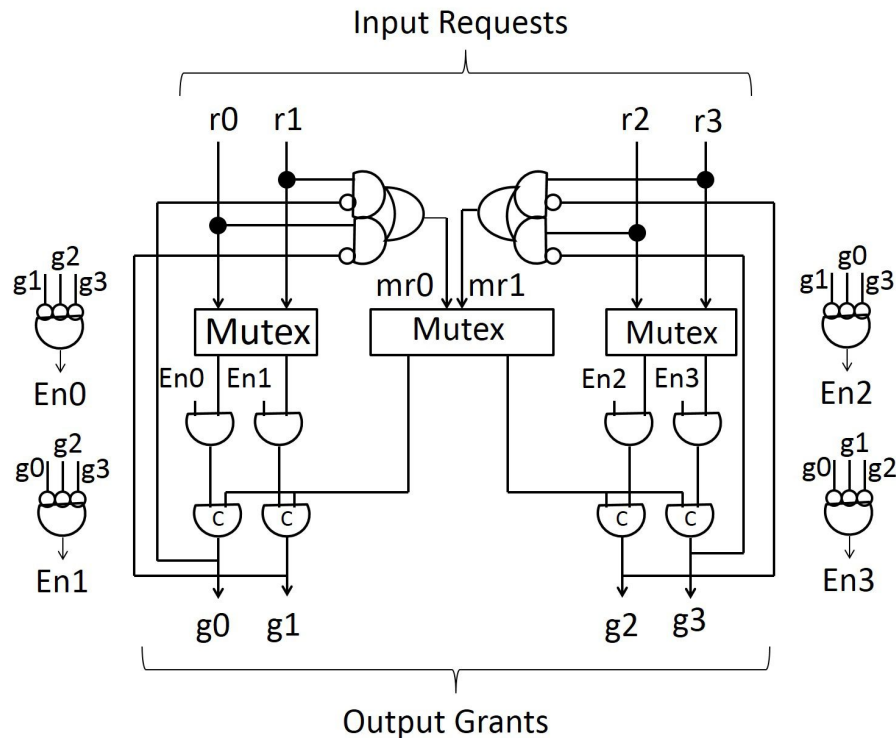 Input Requests
r0 r1 r2 r3
g2
g1 g3
En0
g0
g1 g3
En2
mr0 mr1
Mutex Mutex Mutex
En0 En1 En2 En3
g2
g0 g3
En1
g1
g0 g2
En3
C C C C
g0 g1 g2 g3
Output Grants